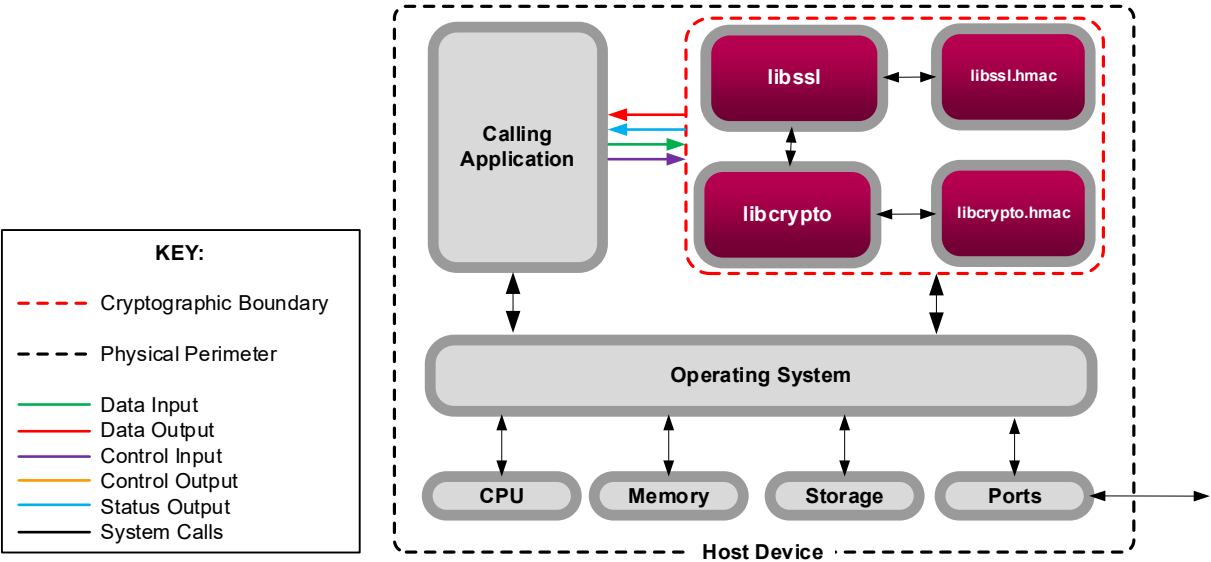 Calling
Application
libssl
libssl.hmac
libcrypto
libcrypto.hmac
KEY:
Cryptographic Boundary
Physical Perimeter
Data Input
Data Output
Control Input
Control Output
Status Output
System Calls
Operating System
CPU
Memory
Storage
Ports
Host Device